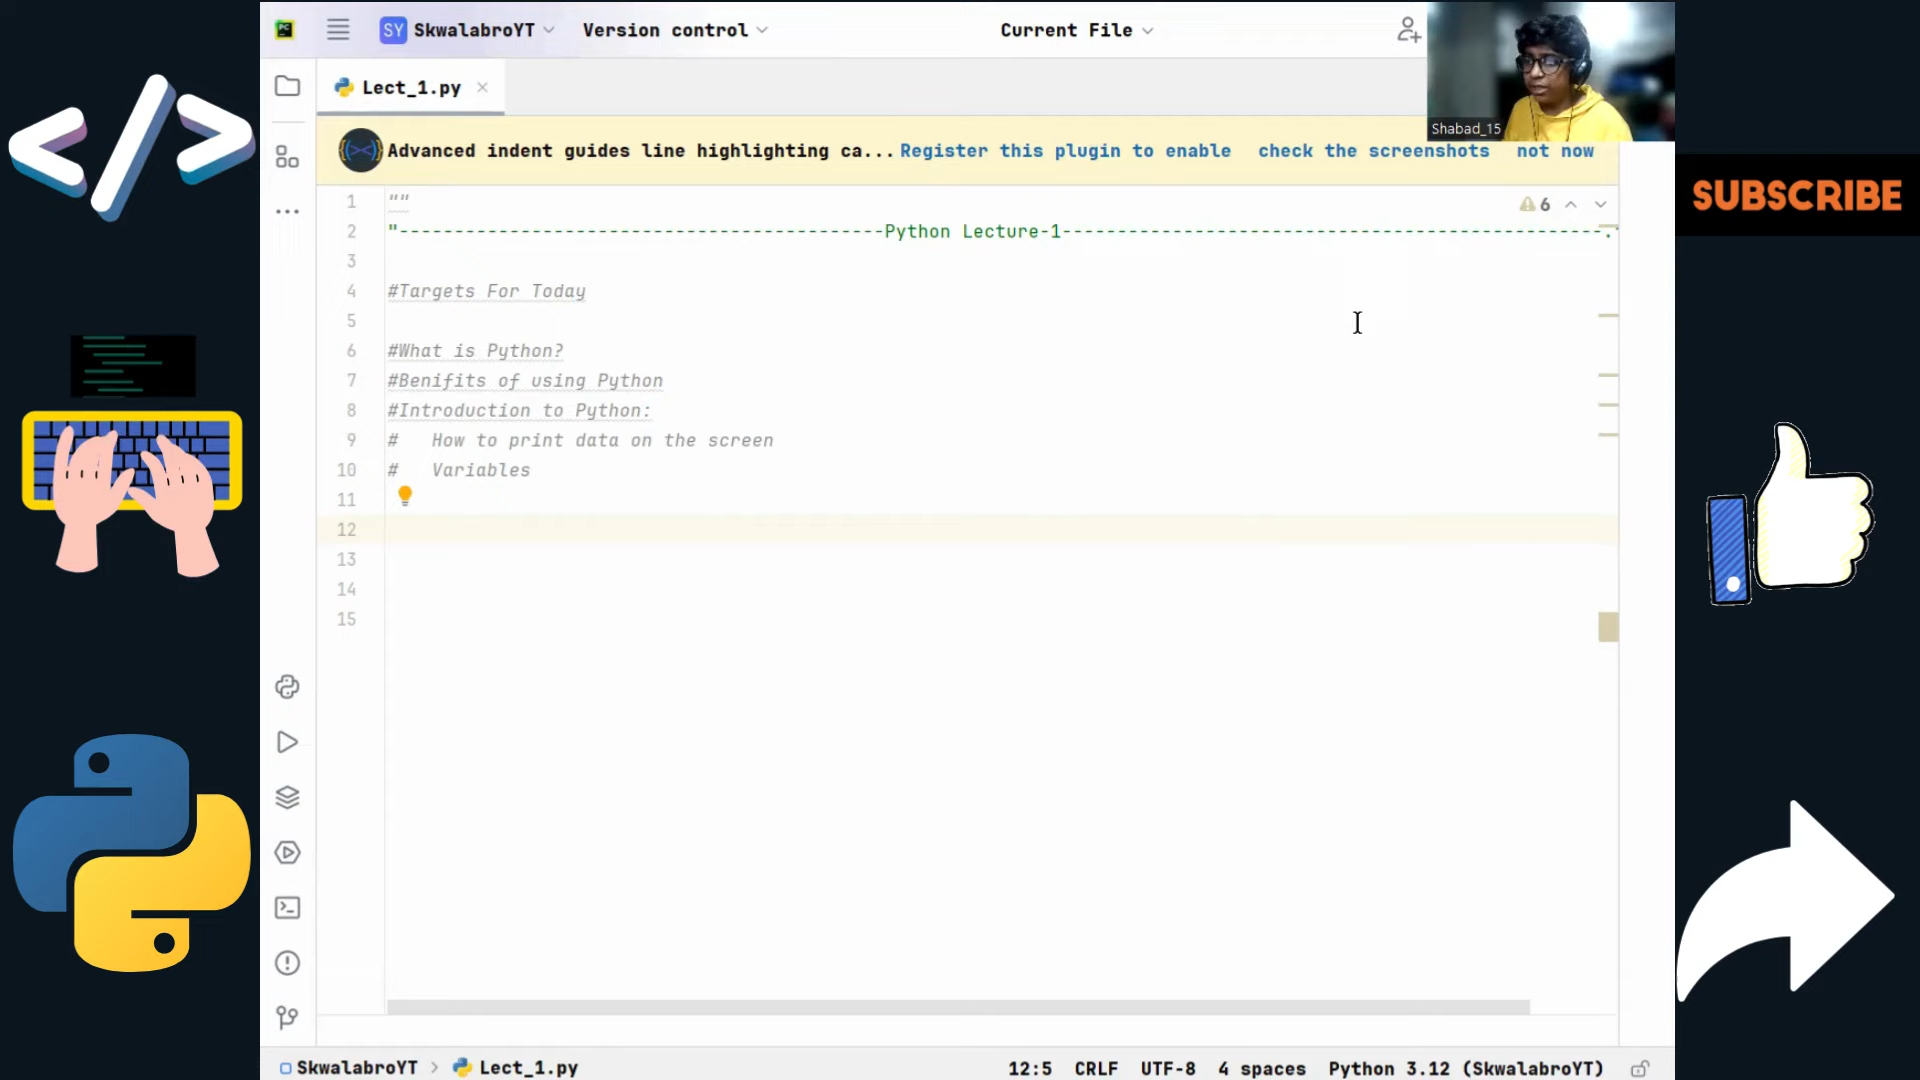 SY SkwalabroYT Version control Current File
Lect_1.py
Shabad_15
Advanced indent guides line highlighting ca... Register this plugin to enable check the screenshots not now
SUBSCRIBE
1 ""
6
2 "--------------------------------------------Python Lecture-1-------------------------------------------------.
3
4 #Targets For Today
5
6 #What is Python?
7 #Benifits of using Python
8 #Introduction to Python:
9 # How to print data on the screen
10 # Variables
11
12
13
14
15
SkwalabroYT > Lect_1.py 12:5 CRLF UTF-8 4 spaces Python 3.12 (SkwalabroYT)